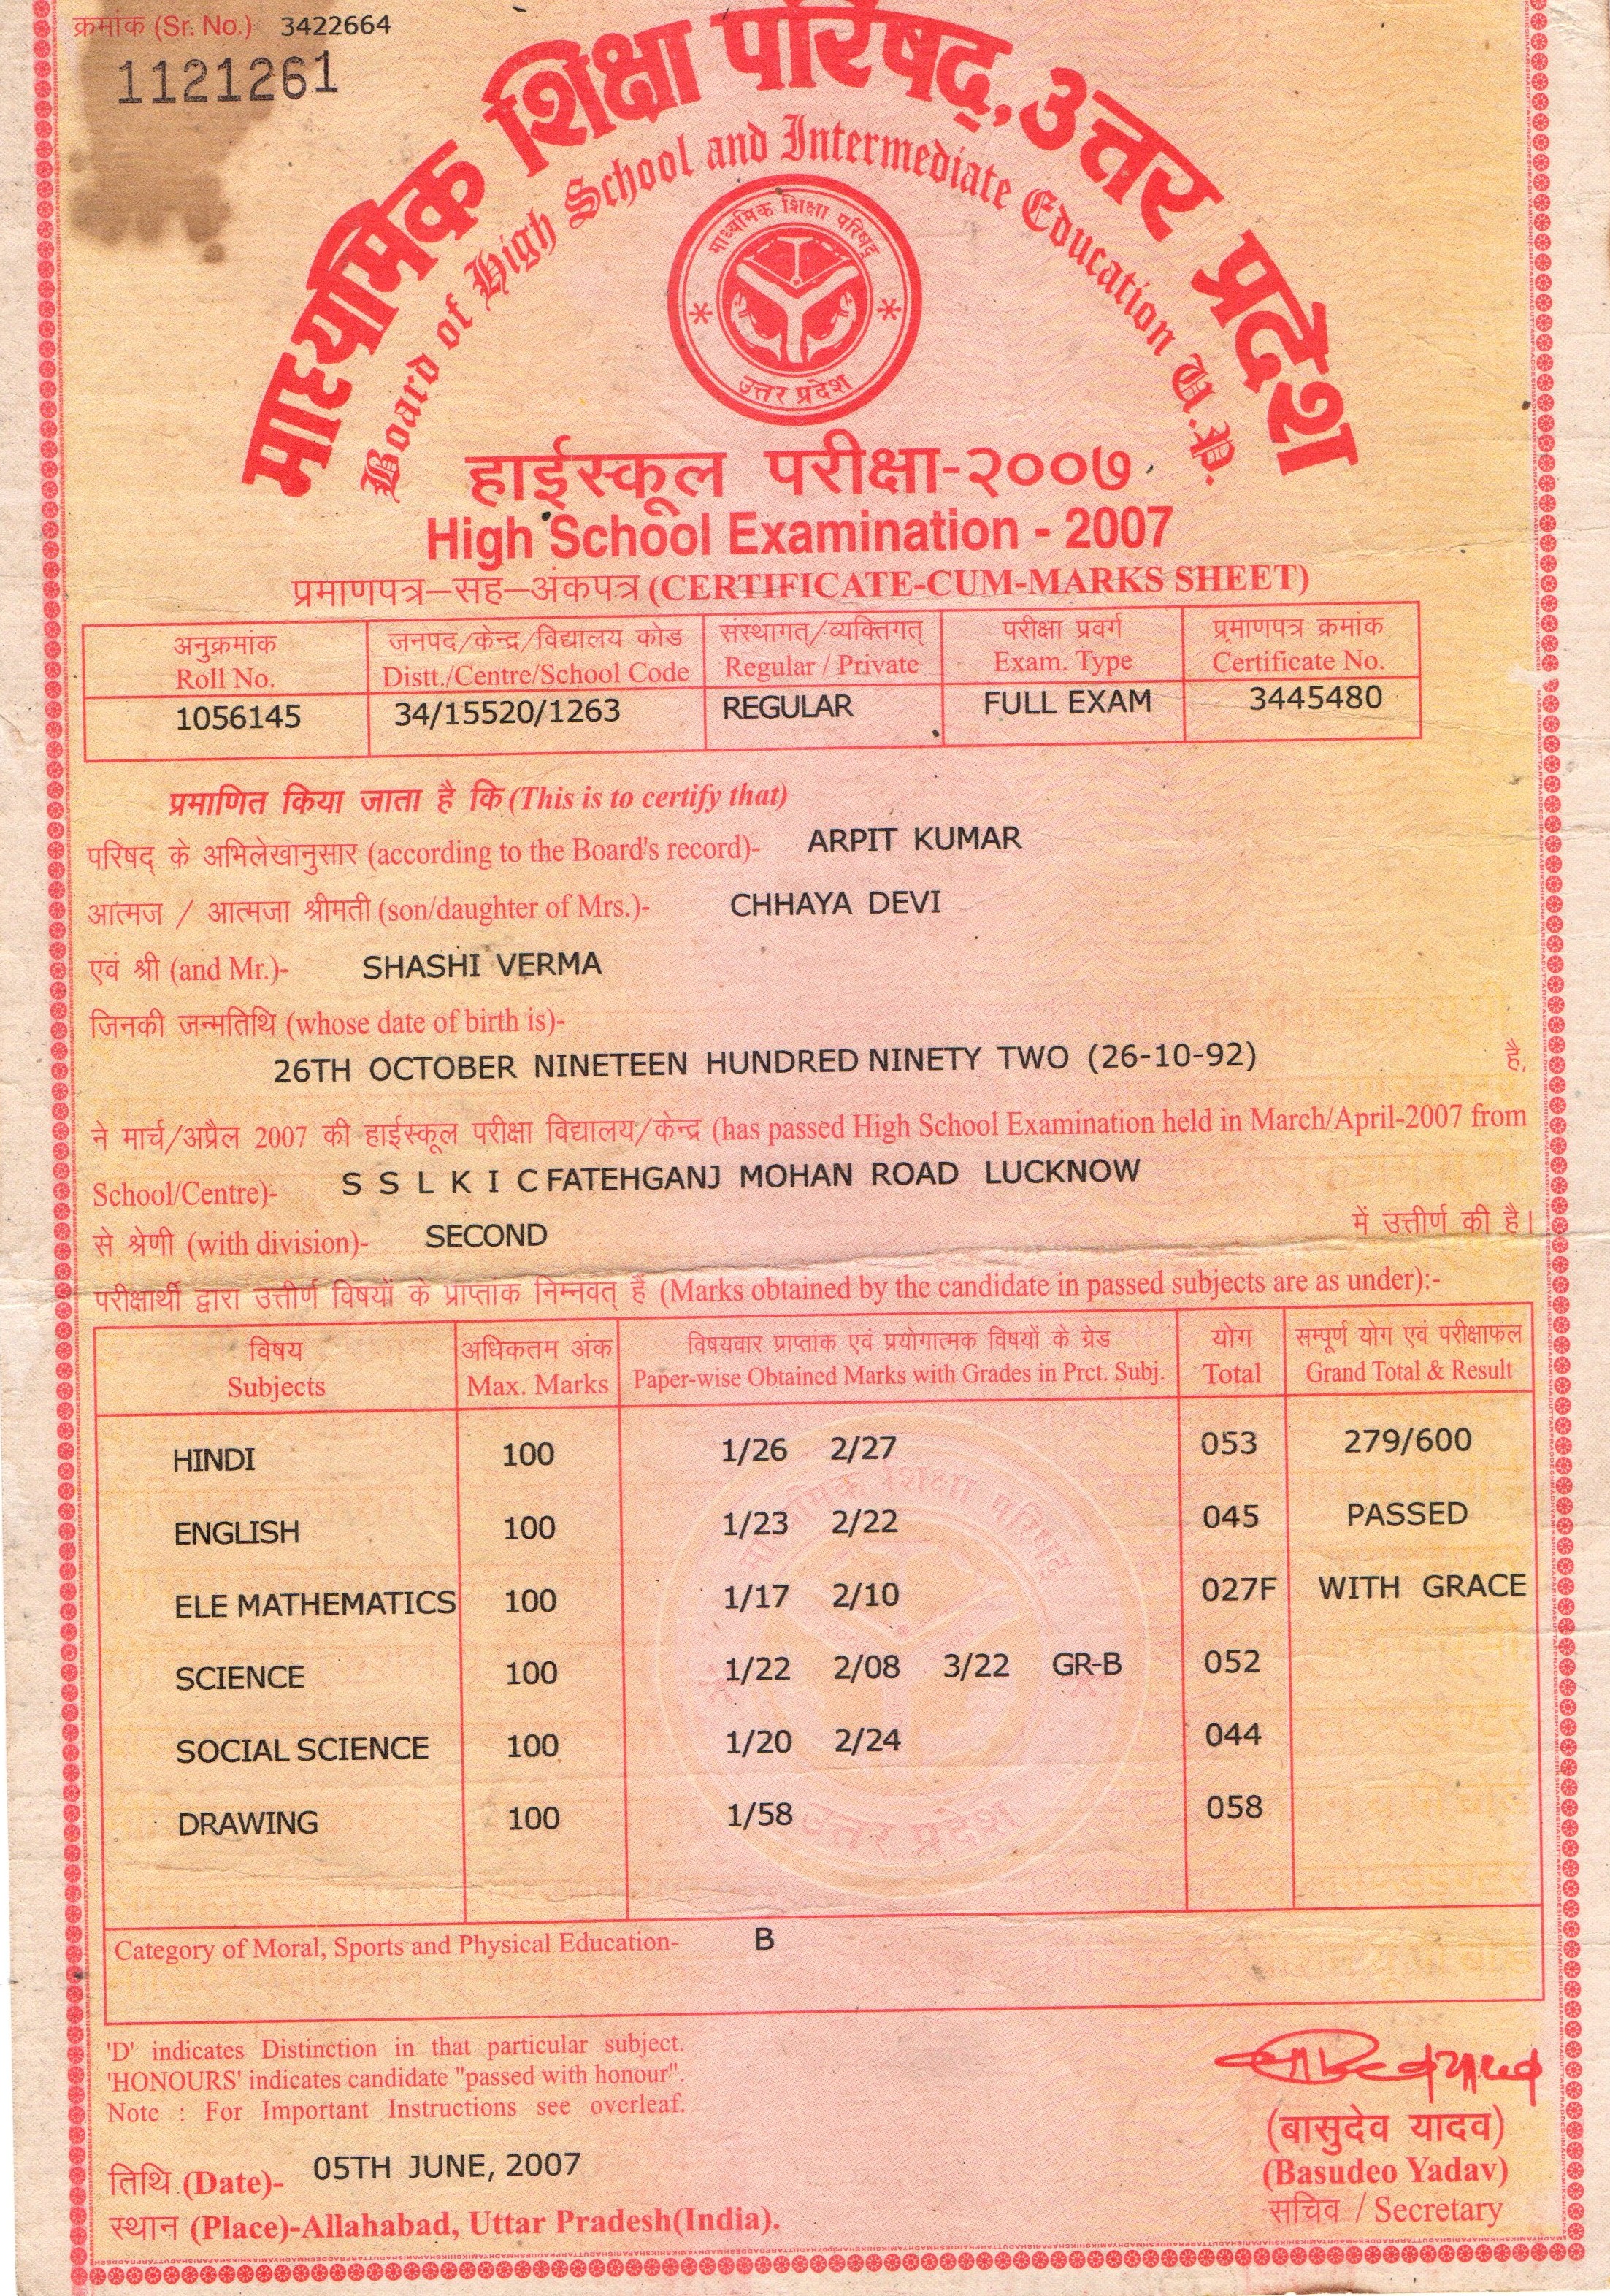 क्रमांक (Sr. No.) 3422664
1121261
माध्यमिक शिक्षा परिषद्, उत्तर प्रदेश
Board of High School and Intermediate Education U.P.
माध्यमिक शिक्षा परिषद्
उत्तर प्रदेश
हाईस्कूल परीक्षा-२००७
High School Examination - 2007
प्रमाणपत्र–सह–अंकपत्र (CERTIFICATE-CUM-MARKS SHEET)
अनुक्रमांक जनपद/केन्द्र/विद्यालय कोड संस्थागत्/व्यक्तिगत् परीक्षा प्रवर्ग प्रमाणपत्र क्रमांक
Roll No. Distt./Centre/School Code Regular / Private Exam. Type Certificate No.
1056145 34/15520/1263 REGULAR FULL EXAM 3445480
प्रमाणित किया जाता है कि (This is to certify that)
परिषद् के अभिलेखानुसार (according to the Board's record)- ARPIT KUMAR
आत्मज / आत्मजा श्रीमती (son/daughter of Mrs.)- CHHAYA DEVI
एवं श्री (and Mr.)- SHASHI VERMA
जिनकी जन्मतिथि (whose date of birth is)-
26TH OCTOBER NINETEEN HUNDRED NINETY TWO (26-10-92) है,
ने मार्च/अप्रैल 2007 की हाईस्कूल परीक्षा विद्यालय/केन्द्र (has passed High School Examination held in March/April-2007 from
School/Centre)- S S L K I C FATEHGANJ MOHAN ROAD LUCKNOW
से श्रेणी (with division)- SECOND में उत्तीर्ण की है।
परीक्षार्थी द्वारा उत्तीर्ण विषयों के प्राप्तांक निम्नवत् हैं (Marks obtained by the candidate in passed subjects are as under):-
विषय अधिकतम अंक विषयवार प्राप्तांक एवं प्रयोगात्मक विषयों के ग्रेड योग सम्पूर्ण योग एवं परीक्षाफल
Subjects Max. Marks Paper-wise Obtained Marks with Grades in Prct. Subj. Total Grand Total & Result
HINDI 100 1/26 2/27 053 279/600
ENGLISH 100 1/23 2/22 045 PASSED
ELE MATHEMATICS 100 1/17 2/10 027F WITH GRACE
SCIENCE 100 1/22 2/08 3/22 GR-B 052
SOCIAL SCIENCE 100 1/20 2/24 044
DRAWING 100 1/58 058
Category of Moral, Sports and Physical Education- B
'D' indicates Distinction in that particular subject.
'HONOURS' indicates candidate "passed with honour".
Note : For Important Instructions see overleaf.
(बासुदेव यादव)
(Basudeo Yadav)
सचिव / Secretary
तिथि (Date)- 05TH JUNE, 2007
स्थान (Place)-Allahabad, Uttar Pradesh(India).